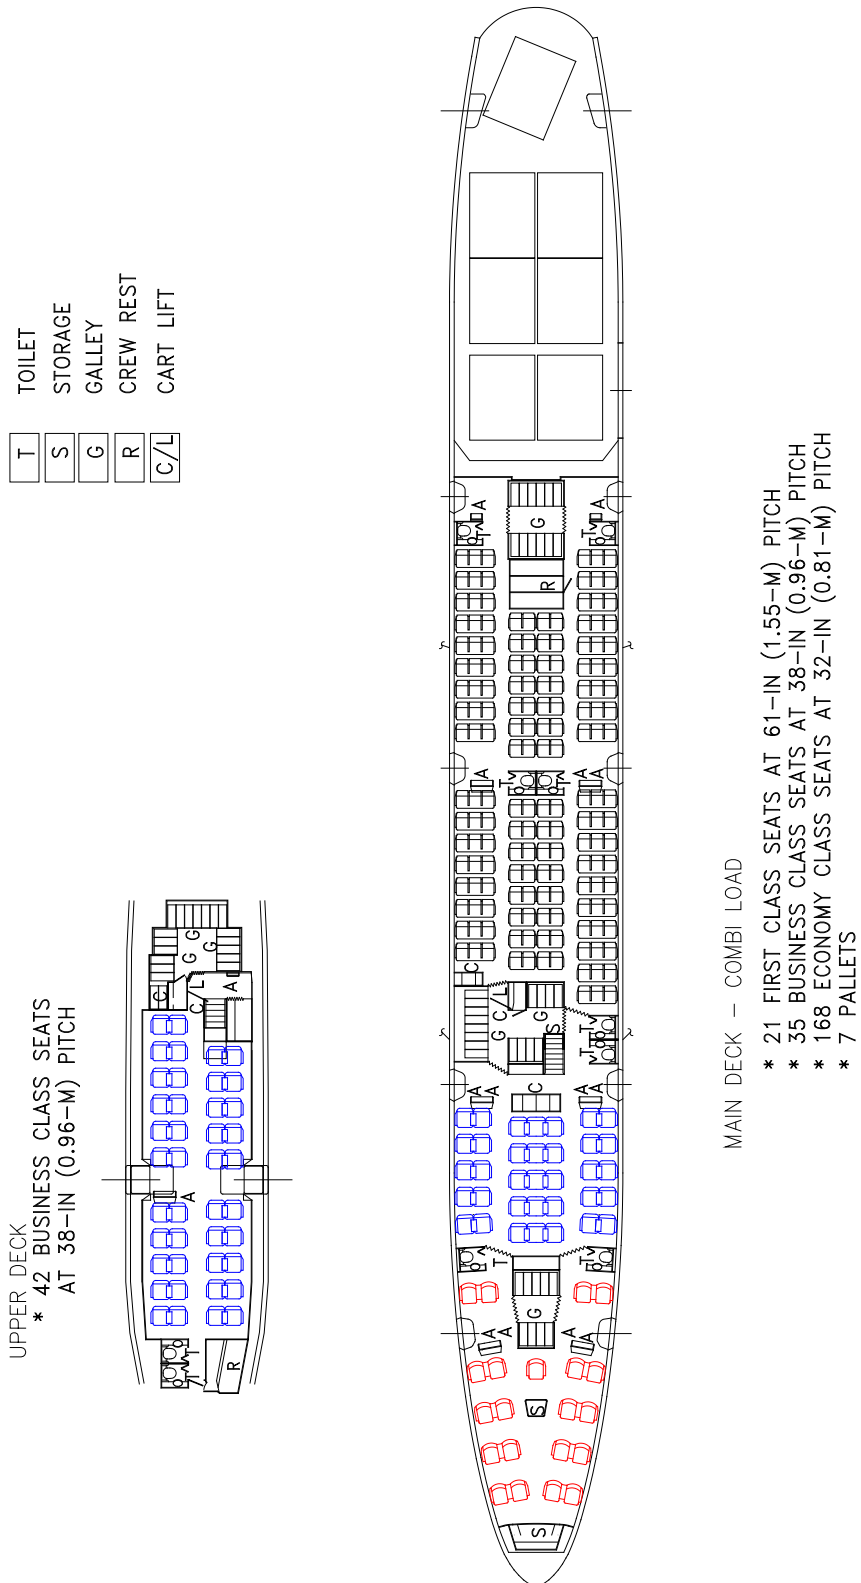 T TOILET
S STORAGE
G GALLEY
R CREW REST
C/L CART LIFT
UPPER DECK
* 42 BUSINESS CLASS SEATS
AT 38-IN (0.96-M) PITCH
C
G
G
G
C
C/L
A
A
T
T
R
A
A
T
T
G
R
A
A
A
T
T
C
C/L
G
G
S
T
T
C
A
A
A
A
T
T
G
A
A
A
A
S
S
MAIN DECK - COMBI LOAD
* 21 FIRST CLASS SEATS AT 61-IN (1.55-M) PITCH
* 35 BUSINESS CLASS SEATS AT 38-IN (0.96-M) PITCH
* 168 ECONOMY CLASS SEATS AT 32-IN (0.81-M) PITCH
* 7 PALLETS